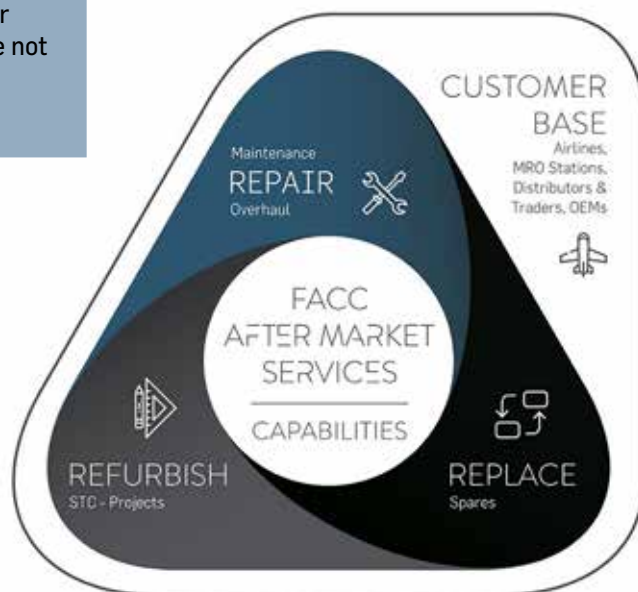 r
e not
CUSTOMER
BASE
Airlines,
MRO Stations,
Distributors &
Traders, OEMs
Maintenance
REPAIR
Overhaul
FACC
AFTER MARKET
SERVICES
CAPABILITIES
REFURBISH
STC - Projects
REPLACE
Spares